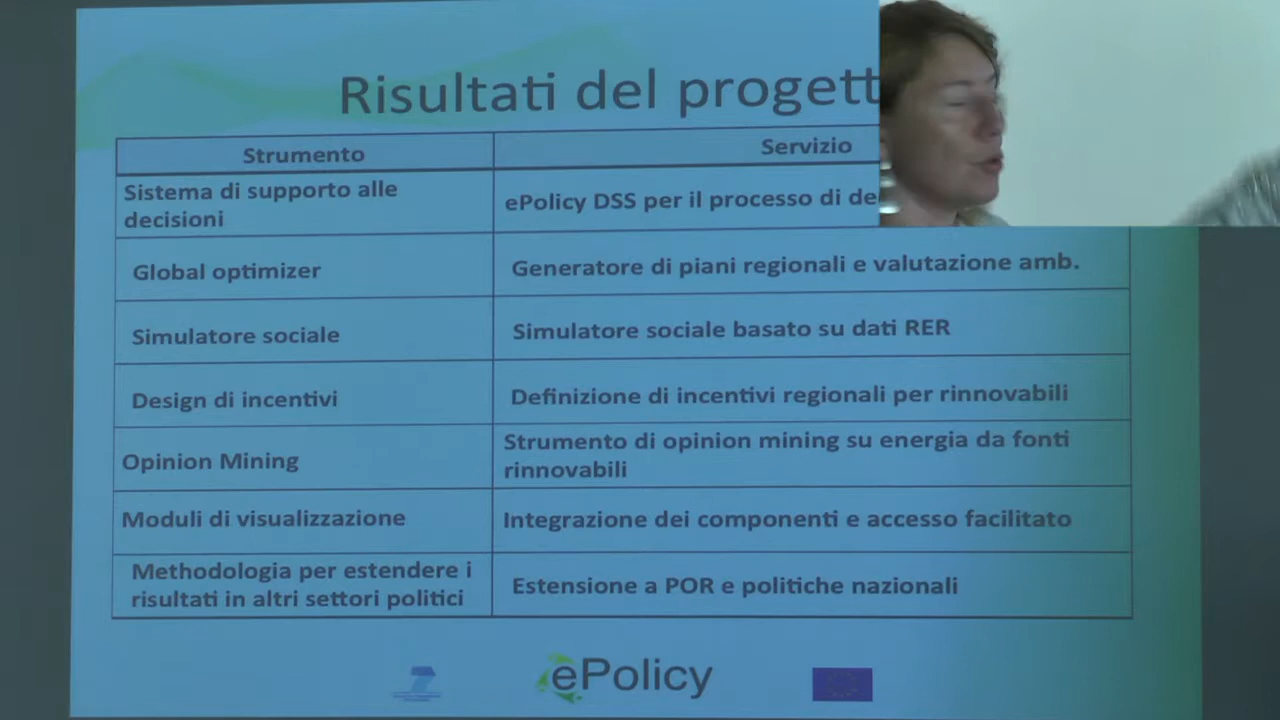 Risultati del progett
Strumento
Servizio
Sistema di supporto alle
decisioni
ePolicy DSS per il processo di de
Global optimizer
Generatore di piani regionali e valutazione amb.
Simulatore sociale
Simulatore sociale basato su dati RER
Design di incentivi
Definizione di incentivi regionali per rinnovabili
Opinion Mining
Strumento di opinion mining su energia da fonti
rinnovabili
Moduli di visualizzazione
Integrazione dei componenti e accesso facilitato
Methodologia per estendere i
risultati in altri settori politici
Estensione a POR e politiche nazionali
ePolicy